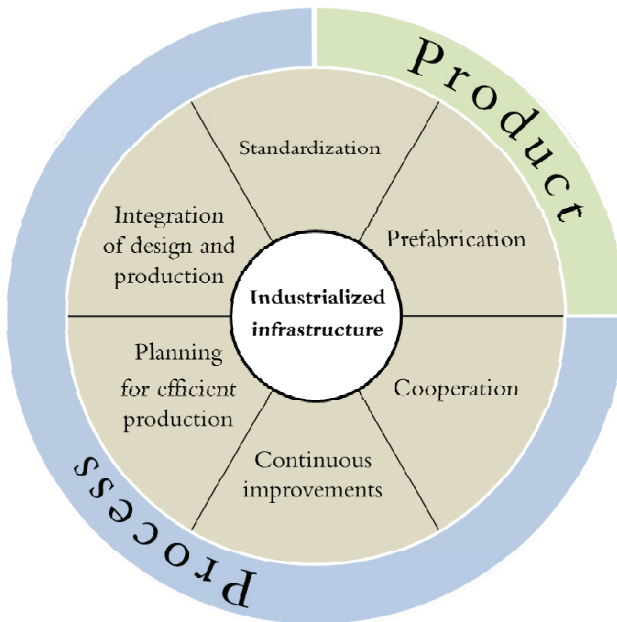 Product
Standardization
Prefabrication
Integration
of design and
production
Industrialized
infrastructure
Planning
for efficient
production
Cooperation
Continuous
improvements
Process